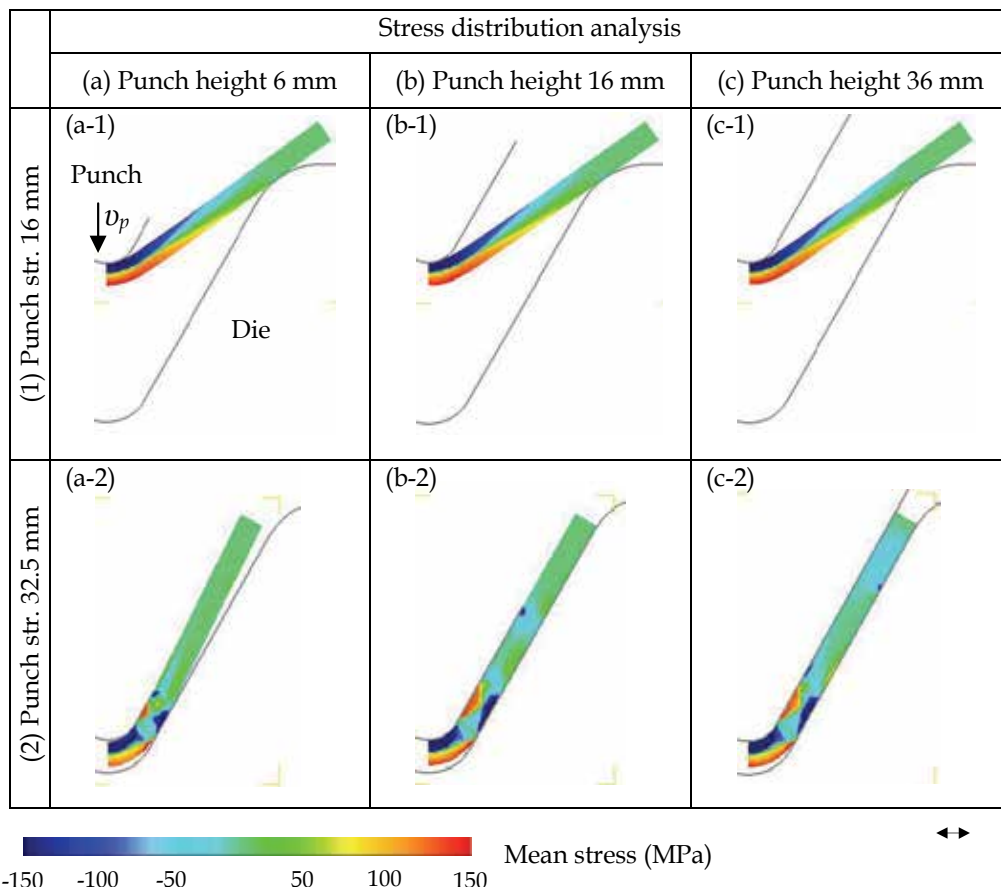 Stress distribution analysis
(a) Punch height 6 mm
(b) Punch height 16 mm
(c) Punch height 36 mm
(1) Punch str. 16 mm
(a-1)
Punch
v_p
Die
(b-1)
(c-1)
(2) Punch str. 32.5 mm
(a-2)
(b-2)
(c-2)
Mean stress (MPa)
-150 -100 -50 50 100 150